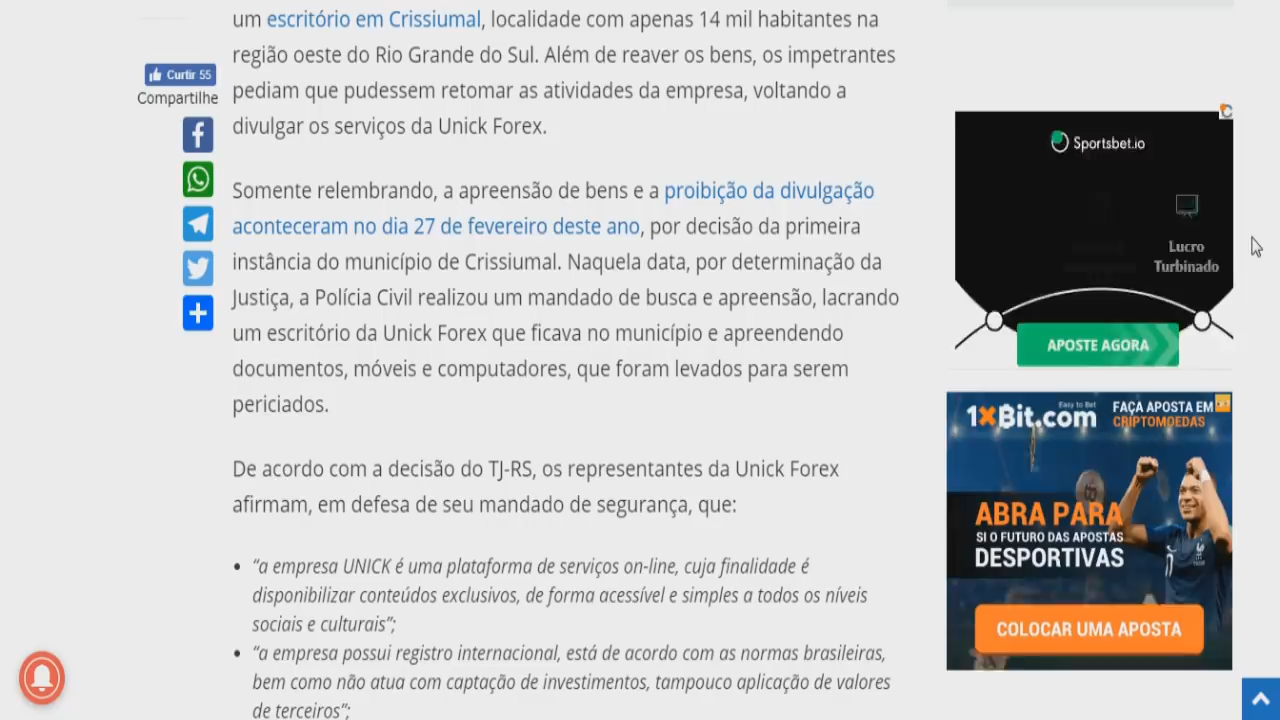 um escritório em Crissiumal, localidade com apenas 14 mil habitantes na
região oeste do Rio Grande do Sul. Além de reaver os bens, os impetrantes
pediam que pudessem retomar as atividades da empresa, voltando a
divulgar os serviços da Unick Forex.
Somente relembrando, a apreensão de bens e a proibição da divulgação
aconteceram no dia 27 de fevereiro deste ano, por decisão da primeira
instância do município de Crissiumal. Naquela data, por determinação da
Justiça, a Polícia Civil realizou um mandado de busca e apreensão, lacrando
um escritório da Unick Forex que ficava no município e apreendendo
documentos, móveis e computadores, que foram levados para serem
periciados.
De acordo com a decisão do TJ-RS, os representantes da Unick Forex
afirmam, em defesa de seu mandado de segurança, que:
• “a empresa UNICK é uma plataforma de serviços on-line, cuja finalidade é
disponibilizar conteúdos exclusivos, de forma acessível e simples a todos os níveis
sociais e culturais”;
• “a empresa possui registro internacional, está de acordo com as normas brasileiras,
bem como não atua com captação de investimentos, tampouco aplicação de valores
de terceiros”;
Curtir 55
Compartilhe
Sportsbet.io
Lucro
Turbinado
APOSTE AGORA
Easy to Bet
1XBit.com
FAÇA APOSTA EM
CRIPTOMOEDAS
ABRA PARA
SI O FUTURO DAS APOSTAS
DESPORTIVAS
COLOCAR UMA APOSTA